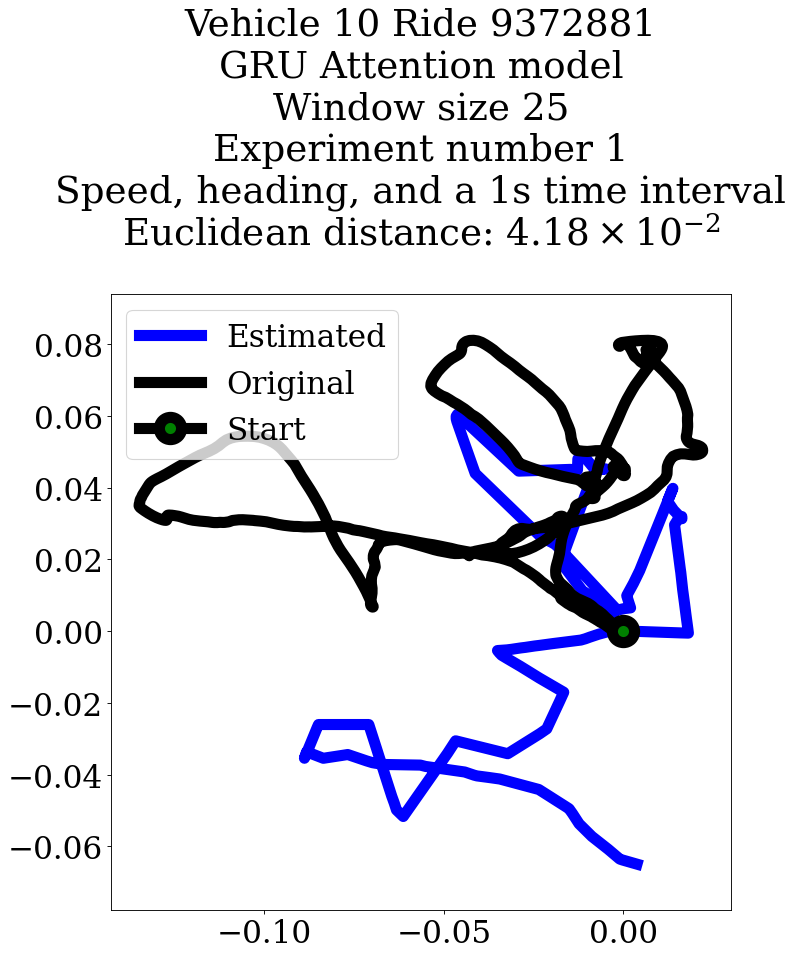 Vehicle 10 Ride 9372881
GRU Attention model
Window size 25
Experiment number 1
Speed, heading, and a 1s time interval
Euclidean distance: 4.18 × 10⁻²
Estimated
Original
Start
0.08
0.06
0.04
0.02
0.00
−0.02
−0.04
−0.06
−0.10
−0.05
0.00